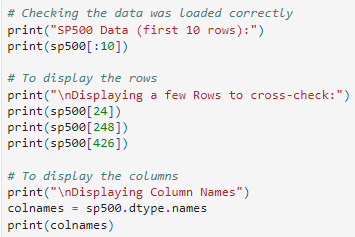 # Checking the data was loaded correctly
print("SP500 Data (first 10 rows):")
print(sp500[:10])
# To display the rows
print("\nDisplaying a few Rows to cross-check:")
print(sp500[24])
print(sp500[248])
print(sp500[426])
# To display the columns
print("\nDisplaying Column Names")
colnames = sp500.dtype.names
print(colnames)